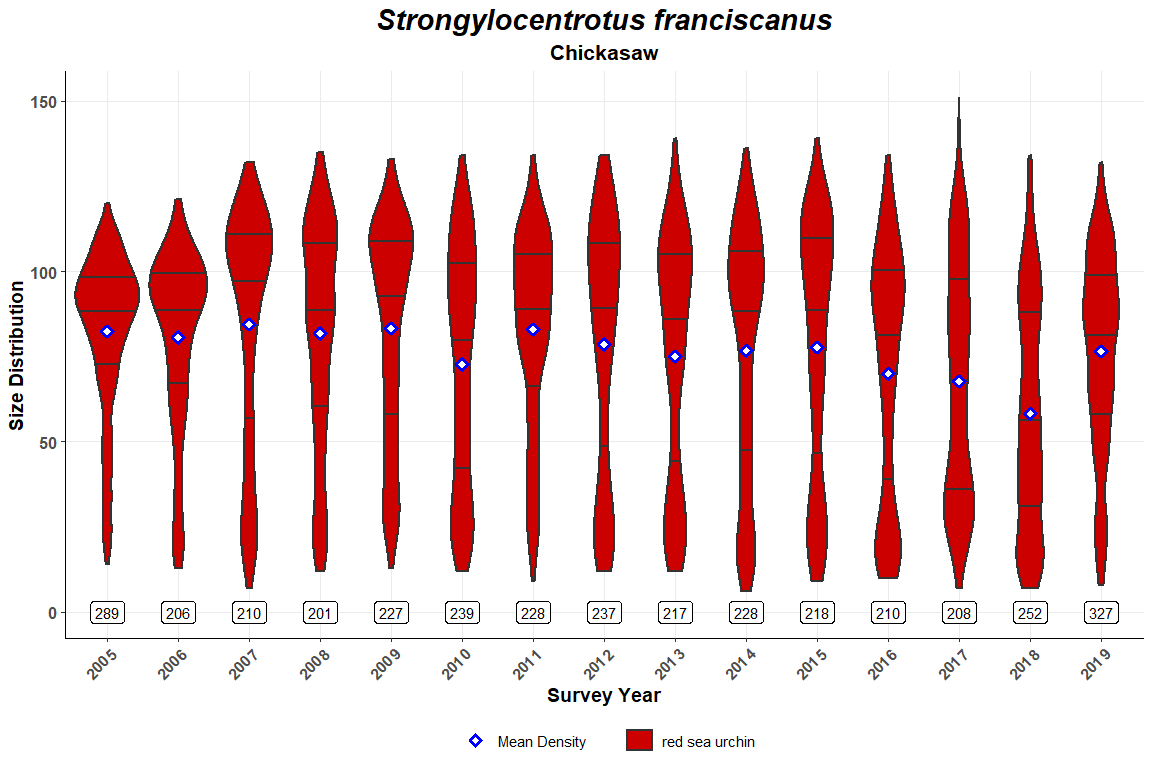 Strongylocentrotus franciscanus
Chickasaw
Size Distribution
150
100
50
0
289 206 210 201 227 239 228 237 217 228 218 210 208 252 327
2005 2006 2007 2008 2009 2010 2011 2012 2013 2014 2015 2016 2017 2018 2019
Survey Year
Mean Density red sea urchin